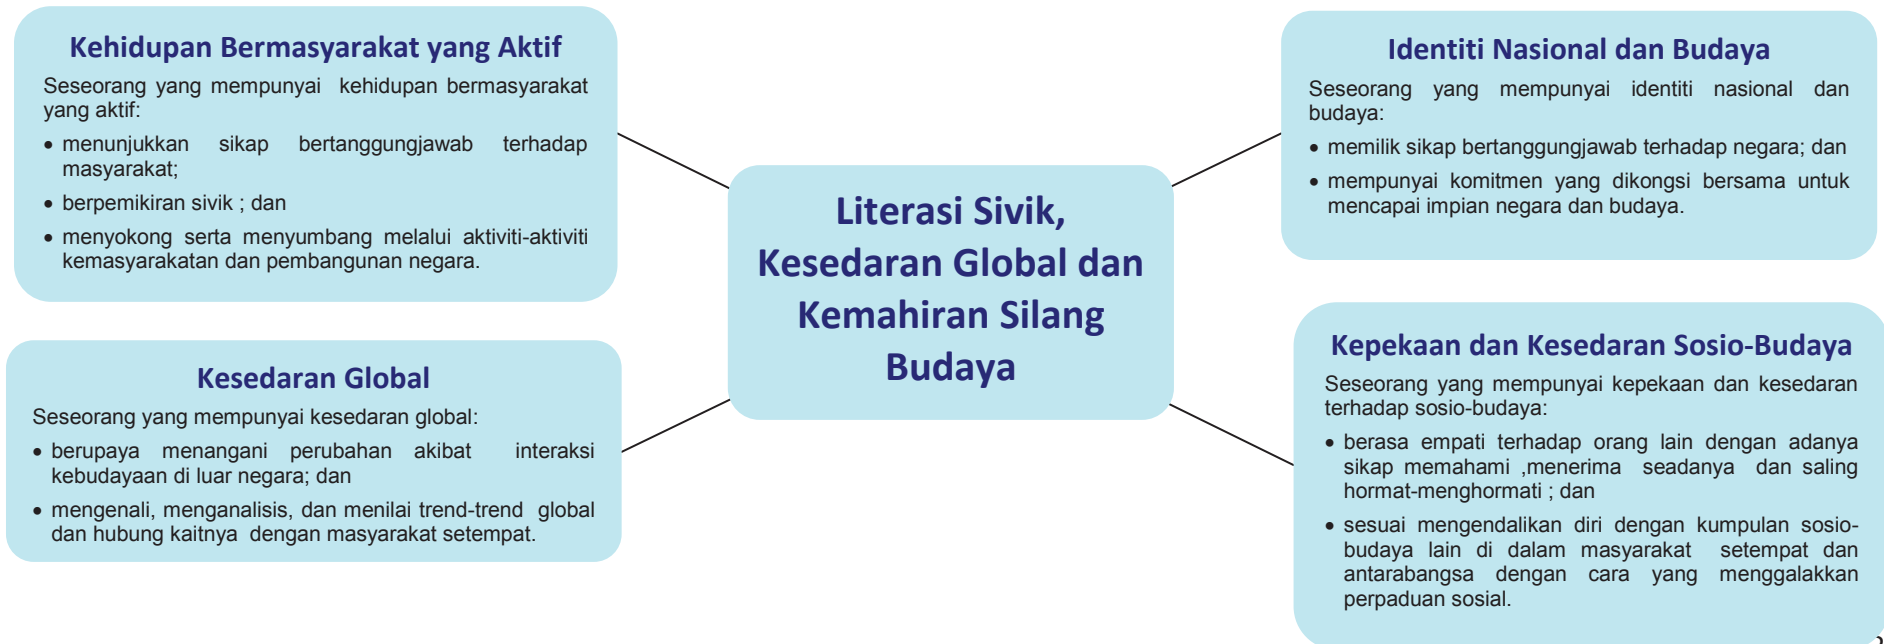 Kehidupan Bermasyarakat yang Aktif
Seseorang yang mempunyai kehidupan bermasyarakat
yang aktif:
• menunjukkan sikap bertanggungjawab terhadap
masyarakat;
• berpemikiran sivik ; dan
• menyokong serta menyumbang melalui aktiviti-aktiviti
kemasyarakatan dan pembangunan negara.
Kesedaran Global
Seseorang yang mempunyai kesedaran global:
• berupaya menangani perubahan akibat interaksi
kebudayaan di luar negara; dan
• mengenali, menganalisis, dan menilai trend-trend global
dan hubung kaitnya dengan masyarakat setempat.
Literasi Sivik,
Kesedaran Global dan
Kemahiran Silang
Budaya
Identiti Nasional dan Budaya
Seseorang yang mempunyai identiti nasional dan
budaya:
• memilik sikap bertanggungjawab terhadap negara; dan
• mempunyai komitmen yang dikongsi bersama untuk
mencapai impian negara dan budaya.
Kepekaan dan Kesedaran Sosio-Budaya
Seseorang yang mempunyai kepekaan dan kesedaran
terhadap sosio-budaya:
• berasa empati terhadap orang lain dengan adanya
sikap memahami ,menerima seadanya dan saling
hormat-menghormati ; dan
• sesuai mengendalikan diri dengan kumpulan sosio-
budaya lain di dalam masyarakat setempat dan
antarabangsa dengan cara yang menggalakkan
perpaduan sosial.